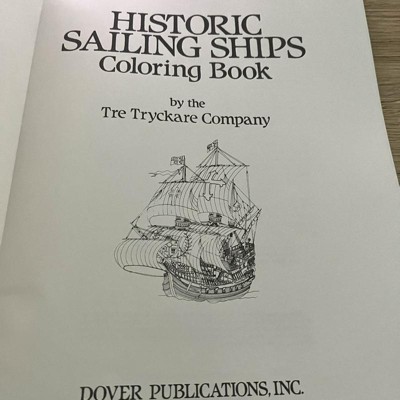 HISTORIC
SAILING SHIPS
Coloring Book
by the
Tre Tryckare Company
DOVER PUBLICATIONS, INC.